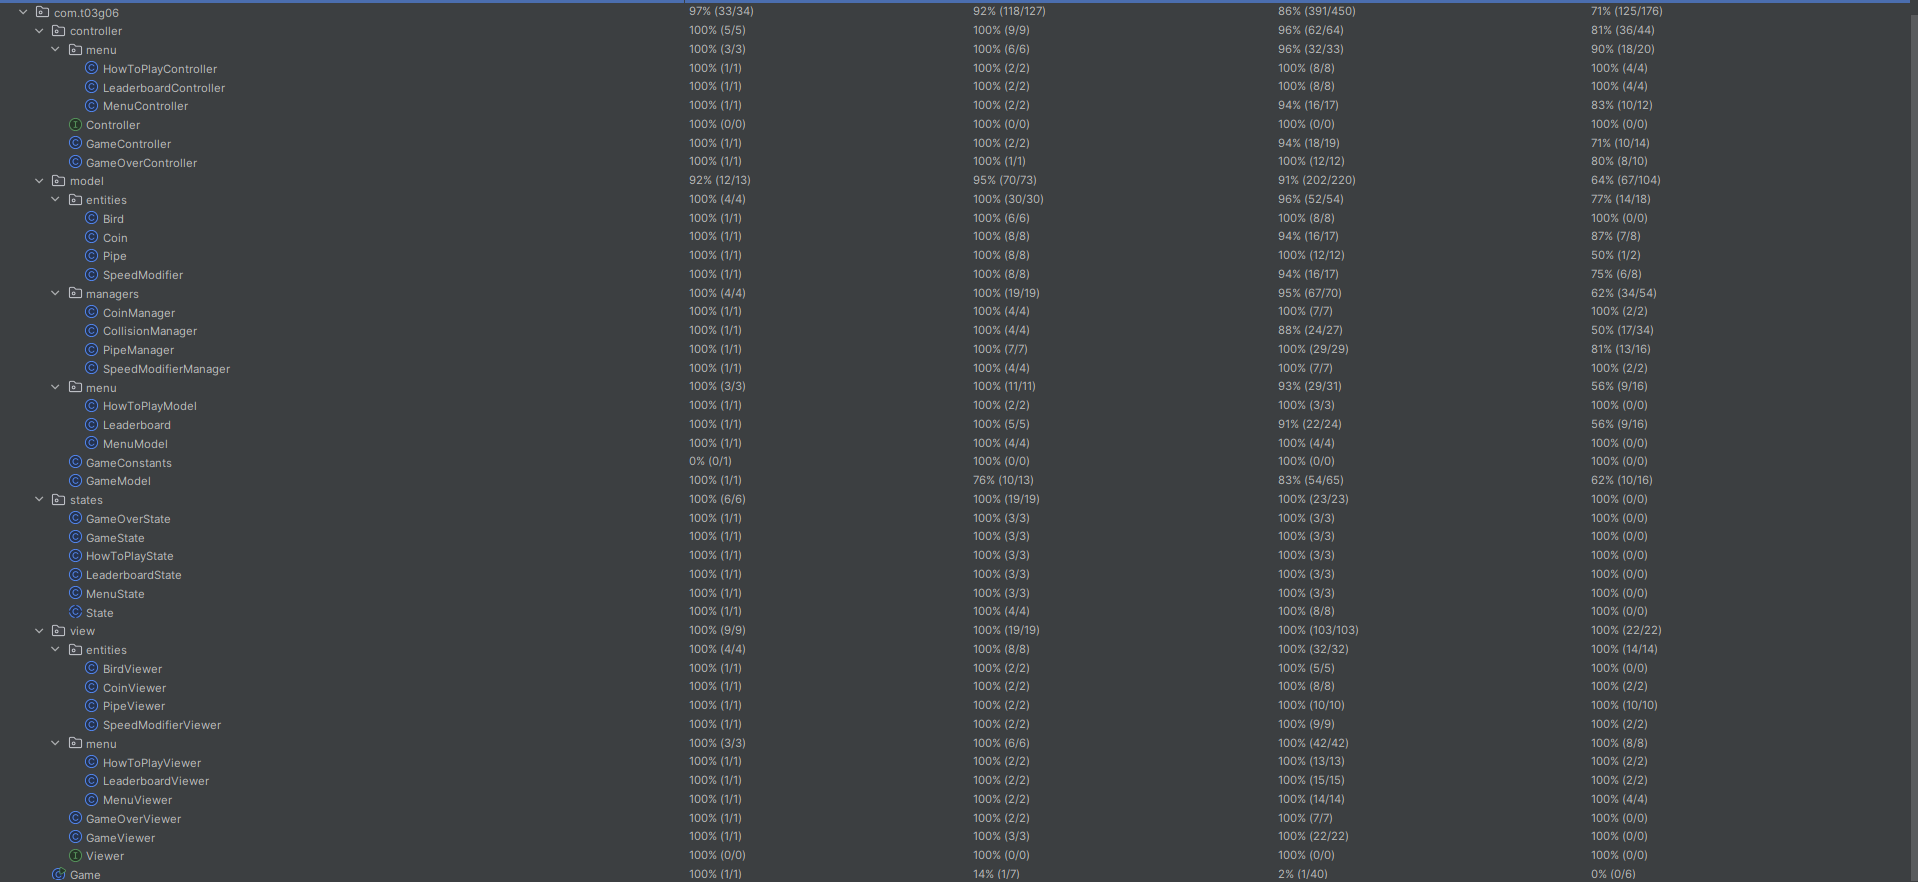 com.t03g06 97% (33/34) 92% (118/127) 86% (391/450) 71% (125/176)
controller 100% (5/5) 100% (9/9) 96% (62/64) 81% (36/44)
menu 100% (3/3) 100% (6/6) 96% (32/33) 90% (18/20)
HowToPlayController 100% (1/1) 100% (2/2) 100% (8/8) 100% (4/4)
LeaderboardController 100% (1/1) 100% (2/2) 100% (8/8) 100% (4/4)
MenuController 100% (1/1) 100% (2/2) 94% (16/17) 83% (10/12)
Controller 100% (0/0) 100% (0/0) 100% (0/0) 100% (0/0)
GameController 100% (1/1) 100% (2/2) 94% (18/19) 71% (10/14)
GameOverController 100% (1/1) 100% (1/1) 100% (12/12) 80% (8/10)
model 92% (12/13) 95% (70/73) 91% (202/220) 64% (67/104)
entities 100% (4/4) 100% (30/30) 96% (52/54) 77% (14/18)
Bird 100% (1/1) 100% (6/6) 100% (8/8) 100% (0/0)
Coin 100% (1/1) 100% (8/8) 94% (16/17) 87% (7/8)
Pipe 100% (1/1) 100% (8/8) 100% (12/12) 50% (1/2)
SpeedModifier 100% (1/1) 100% (8/8) 94% (16/17) 75% (6/8)
managers 100% (4/4) 100% (19/19) 95% (67/70) 62% (34/54)
CoinManager 100% (1/1) 100% (4/4) 100% (7/7) 100% (2/2)
CollisionManager 100% (1/1) 100% (4/4) 88% (24/27) 50% (17/34)
PipeManager 100% (1/1) 100% (7/7) 100% (29/29) 81% (13/16)
SpeedModifierManager 100% (1/1) 100% (4/4) 100% (7/7) 100% (2/2)
menu 100% (3/3) 100% (11/11) 93% (29/31) 56% (9/16)
HowToPlayModel 100% (1/1) 100% (2/2) 100% (3/3) 100% (0/0)
Leaderboard 100% (1/1) 100% (5/5) 91% (22/24) 56% (9/16)
MenuModel 100% (1/1) 100% (4/4) 100% (4/4) 100% (0/0)
GameConstants 0% (0/1) 100% (0/0) 100% (0/0) 100% (0/0)
GameModel 100% (1/1) 76% (10/13) 83% (54/65) 62% (10/16)
states 100% (6/6) 100% (19/19) 100% (23/23) 100% (0/0)
GameOverState 100% (1/1) 100% (3/3) 100% (3/3) 100% (0/0)
GameState 100% (1/1) 100% (3/3) 100% (3/3) 100% (0/0)
HowToPlayState 100% (1/1) 100% (3/3) 100% (3/3) 100% (0/0)
LeaderboardState 100% (1/1) 100% (3/3) 100% (3/3) 100% (0/0)
MenuState 100% (1/1) 100% (3/3) 100% (3/3) 100% (0/0)
State 100% (1/1) 100% (4/4) 100% (8/8) 100% (0/0)
view 100% (9/9) 100% (19/19) 100% (103/103) 100% (22/22)
entities 100% (4/4) 100% (8/8) 100% (32/32) 100% (14/14)
BirdViewer 100% (1/1) 100% (2/2) 100% (5/5) 100% (0/0)
CoinViewer 100% (1/1) 100% (2/2) 100% (8/8) 100% (2/2)
PipeViewer 100% (1/1) 100% (2/2) 100% (10/10) 100% (10/10)
SpeedModifierViewer 100% (1/1) 100% (2/2) 100% (9/9) 100% (2/2)
menu 100% (3/3) 100% (6/6) 100% (42/42) 100% (8/8)
HowToPlayViewer 100% (1/1) 100% (2/2) 100% (13/13) 100% (2/2)
LeaderboardViewer 100% (1/1) 100% (2/2) 100% (15/15) 100% (2/2)
MenuViewer 100% (1/1) 100% (2/2) 100% (14/14) 100% (4/4)
GameOverViewer 100% (1/1) 100% (2/2) 100% (7/7) 100% (0/0)
GameViewer 100% (1/1) 100% (3/3) 100% (22/22) 100% (0/0)
Viewer 100% (0/0) 100% (0/0) 100% (0/0) 100% (0/0)
Game 100% (1/1) 14% (1/7) 2% (1/40) 0% (0/6)